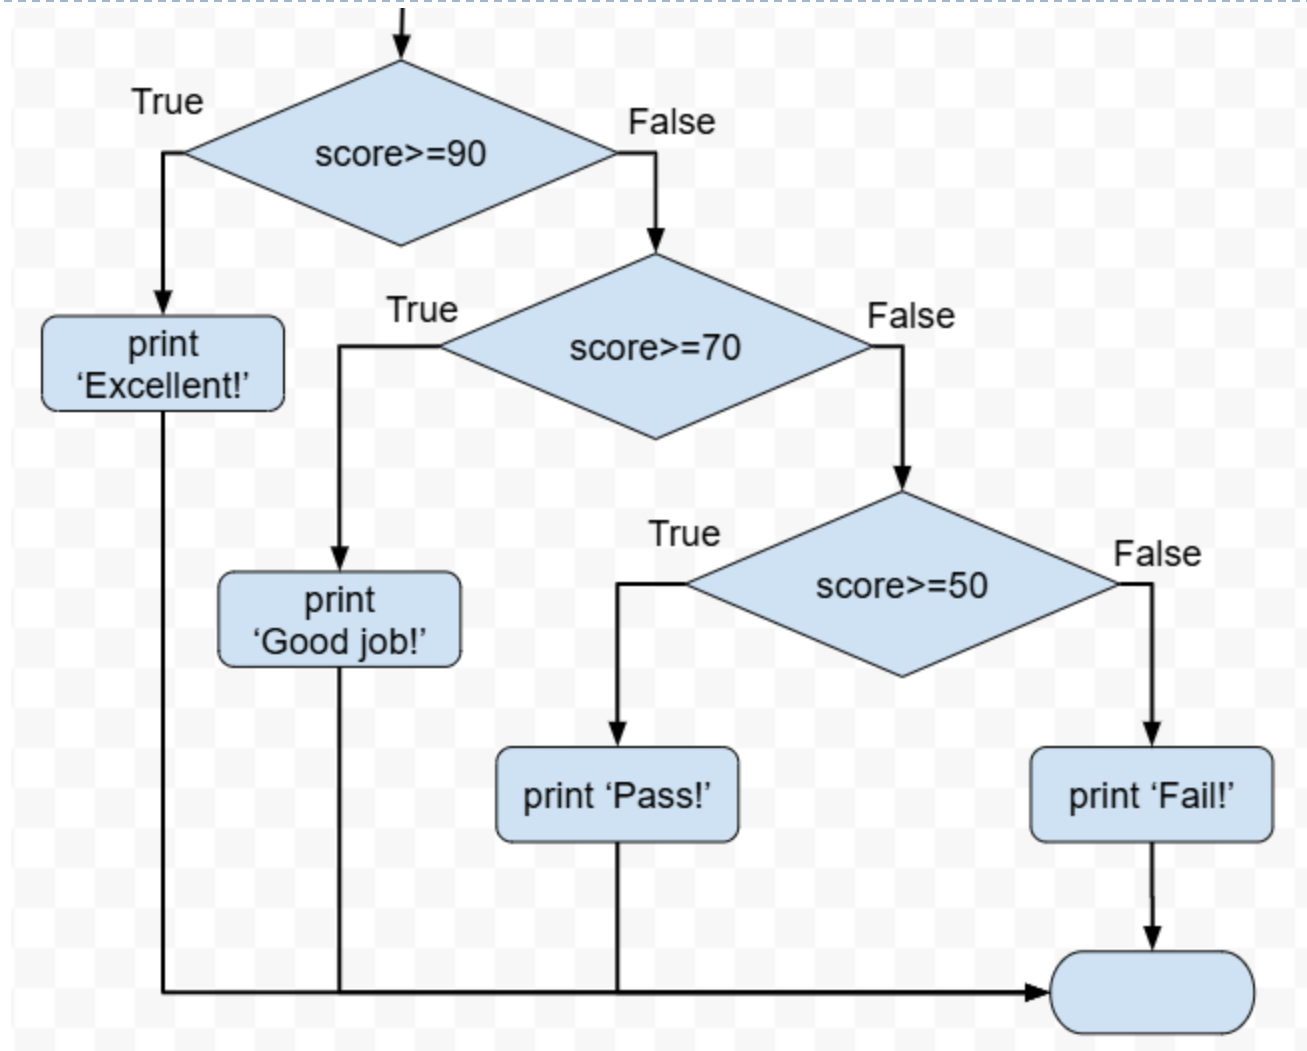 True
False
score>=90
True
False
print
‘Excellent!’
score>=70
True
False
score>=50
print
‘Good job!’
print ‘Pass!’
print ‘Fail!’